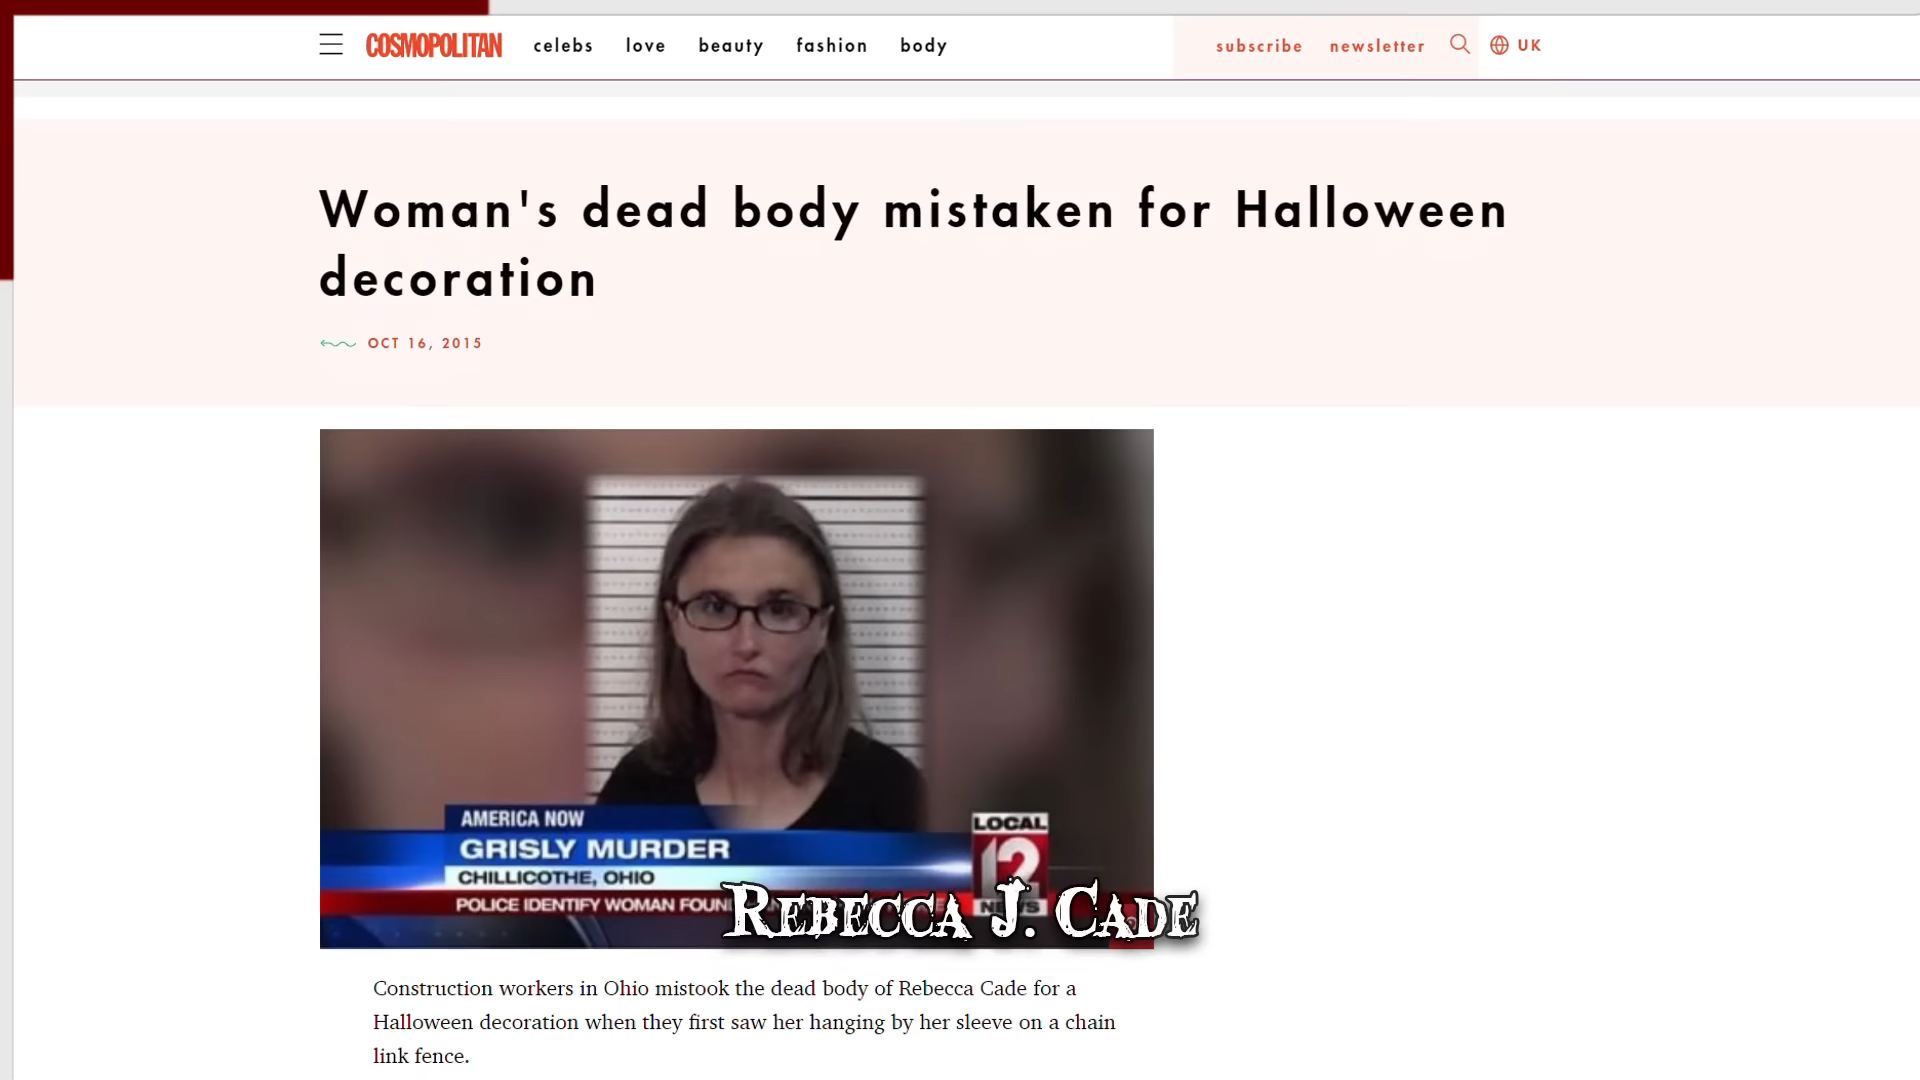 COSMOPOLITAN celebs love beauty fashion body subscribe newsletter UK
Woman's dead body mistaken for Halloween
decoration
OCT 16, 2015
AMERICA NOW
GRISLY MURDER
CHILLICOTHE, OHIO
POLICE IDENTIFY WOMAN
LOCAL
12
NEWS
REBECCA J. CADE
Construction workers in Ohio mistook the dead body of Rebecca Cade for a
Halloween decoration when they first saw her hanging by her sleeve on a chain
link fence.